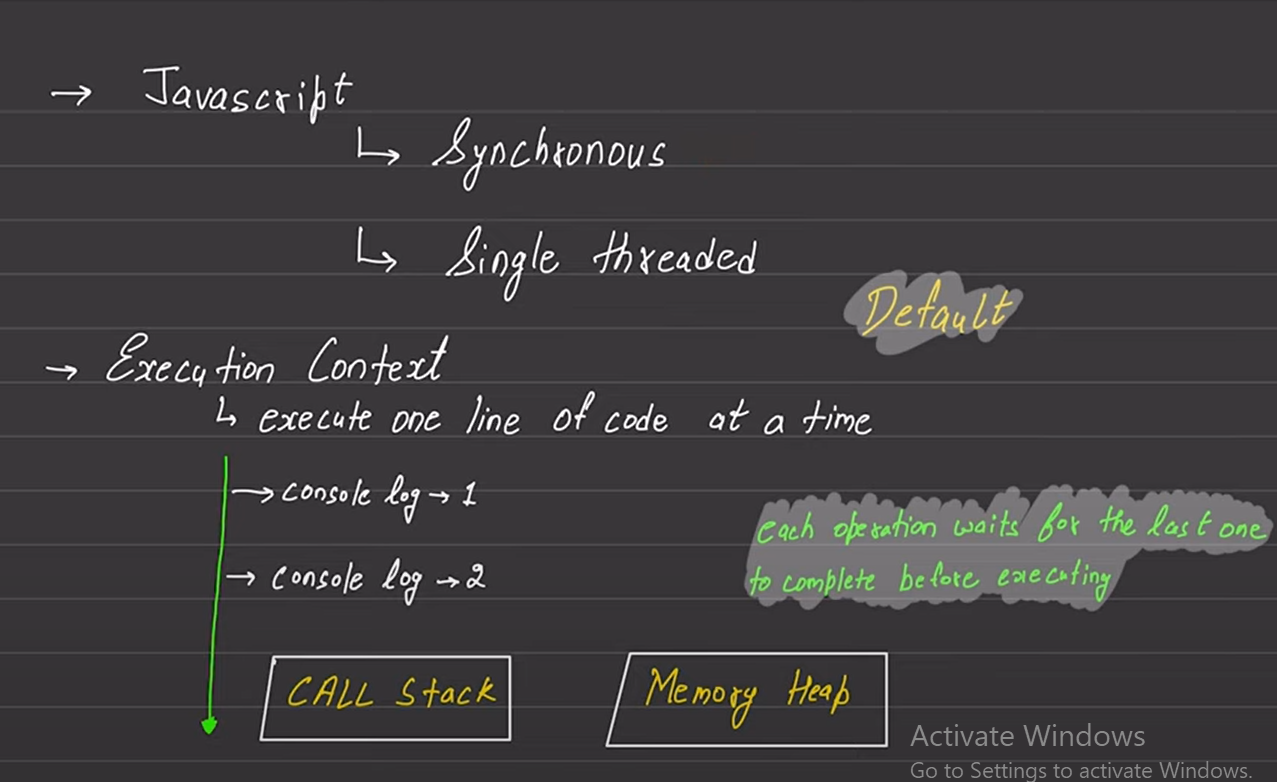 → Javascript
↳ Synchronous
↳ Single threaded
Default
→ Execution Context
↳ execute one line of code at a time
→ console log → 1
each operation waits for the last one
→ console log → 2
to complete before executing
CALL Stack
Memory Heap
Activate Windows
Go to Settings to activate Windows.